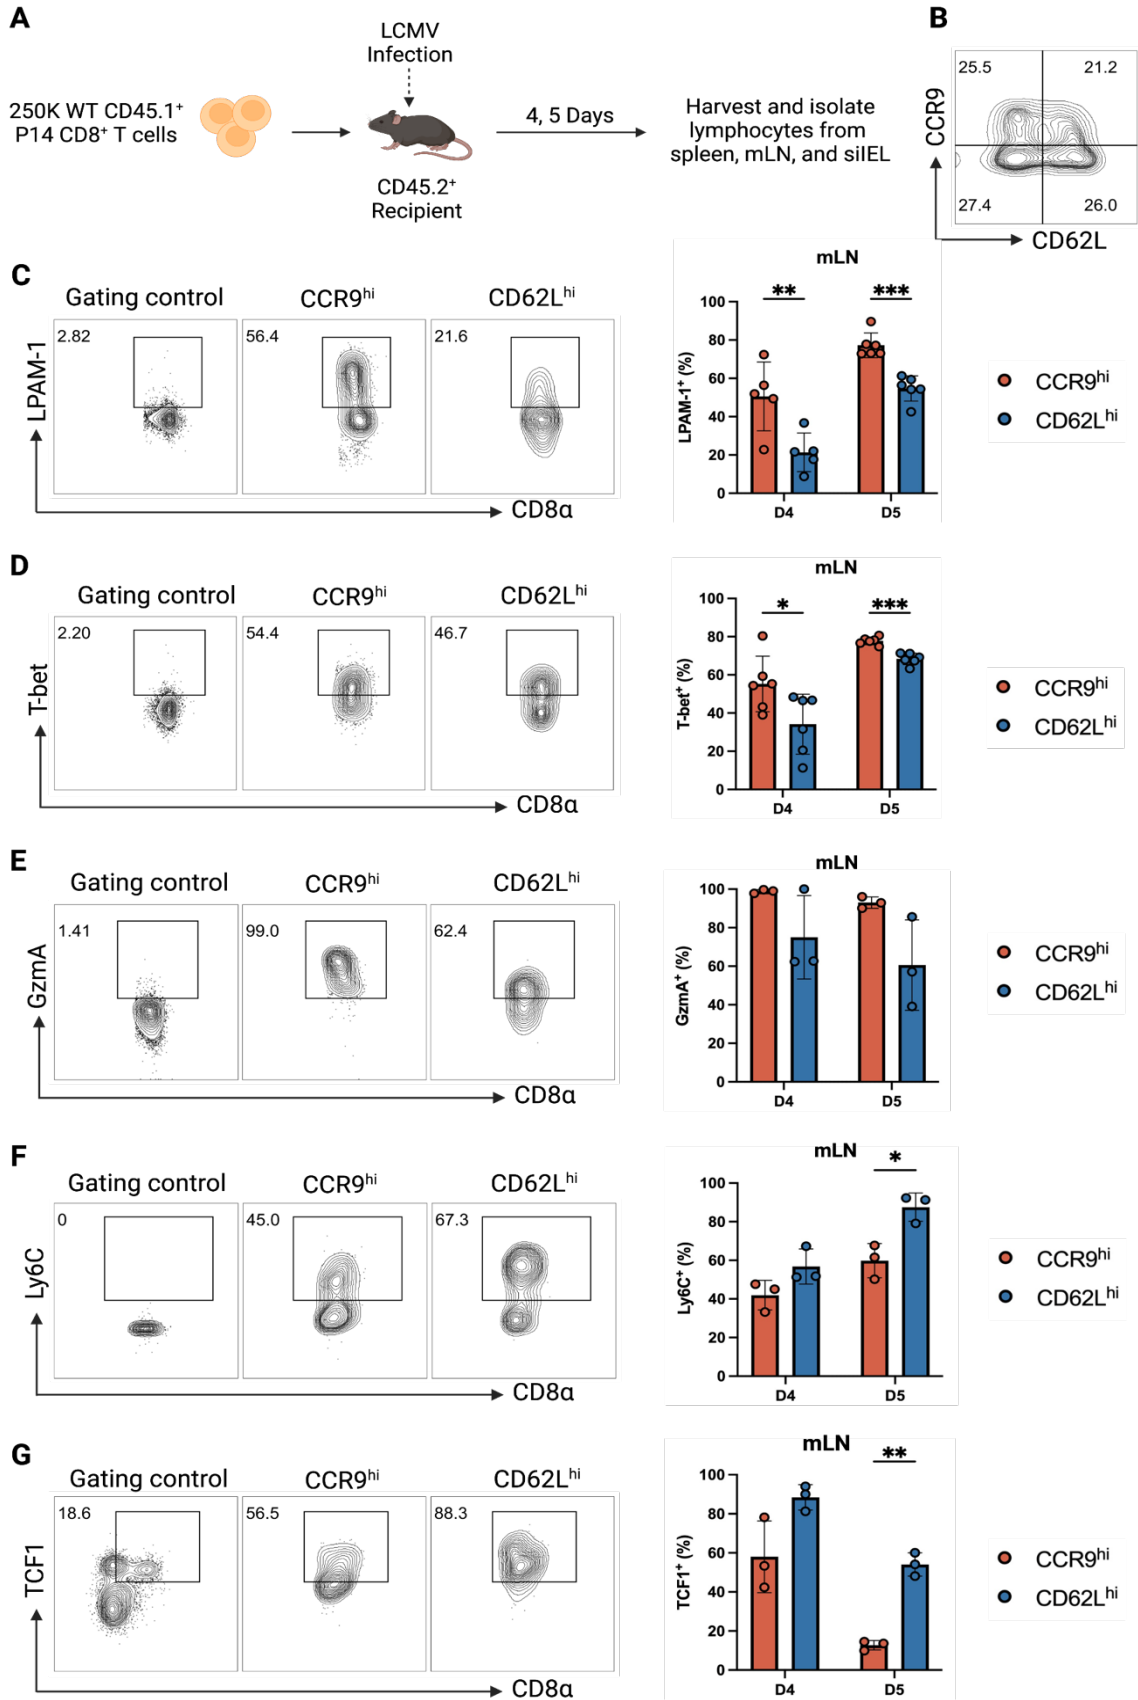 A
B
LCMV
Infection
250K WT CD45.1⁺
P14 CD8⁺ T cells
4, 5 Days
Harvest and isolate
lymphocytes from
spleen, mLN, and siIEL
CD45.2⁺
Recipient
25.5 21.2
CCR9
27.4 26.0
CD62L
C
Gating control CCR9ʰⁱ CD62Lʰⁱ
2.82 56.4 21.6
LPAM-1
CD8α
mLN
** ***
LPAM-1⁺ (%)
100
80
60
40
20
0
D4 D5
CCR9ʰⁱ
CD62Lʰⁱ
D
Gating control CCR9ʰⁱ CD62Lʰⁱ
2.20 54.4 46.7
T-bet
CD8α
mLN
* ***
T-bet⁺ (%)
100
80
60
40
20
0
D4 D5
CCR9ʰⁱ
CD62Lʰⁱ
E
Gating control CCR9ʰⁱ CD62Lʰⁱ
1.41 99.0 62.4
GzmA
CD8α
mLN
GzmA⁺ (%)
100
80
60
40
20
0
D4 D5
CCR9ʰⁱ
CD62Lʰⁱ
F
Gating control CCR9ʰⁱ CD62Lʰⁱ
0 45.0 67.3
Ly6C
CD8α
mLN
*
Ly6C⁺ (%)
100
80
60
40
20
0
D4 D5
CCR9ʰⁱ
CD62Lʰⁱ
G
Gating control CCR9ʰⁱ CD62Lʰⁱ
18.6 56.5 88.3
TCF1
CD8α
mLN
**
TCF1⁺ (%)
100
80
60
40
20
0
D4 D5
CCR9ʰⁱ
CD62Lʰⁱ